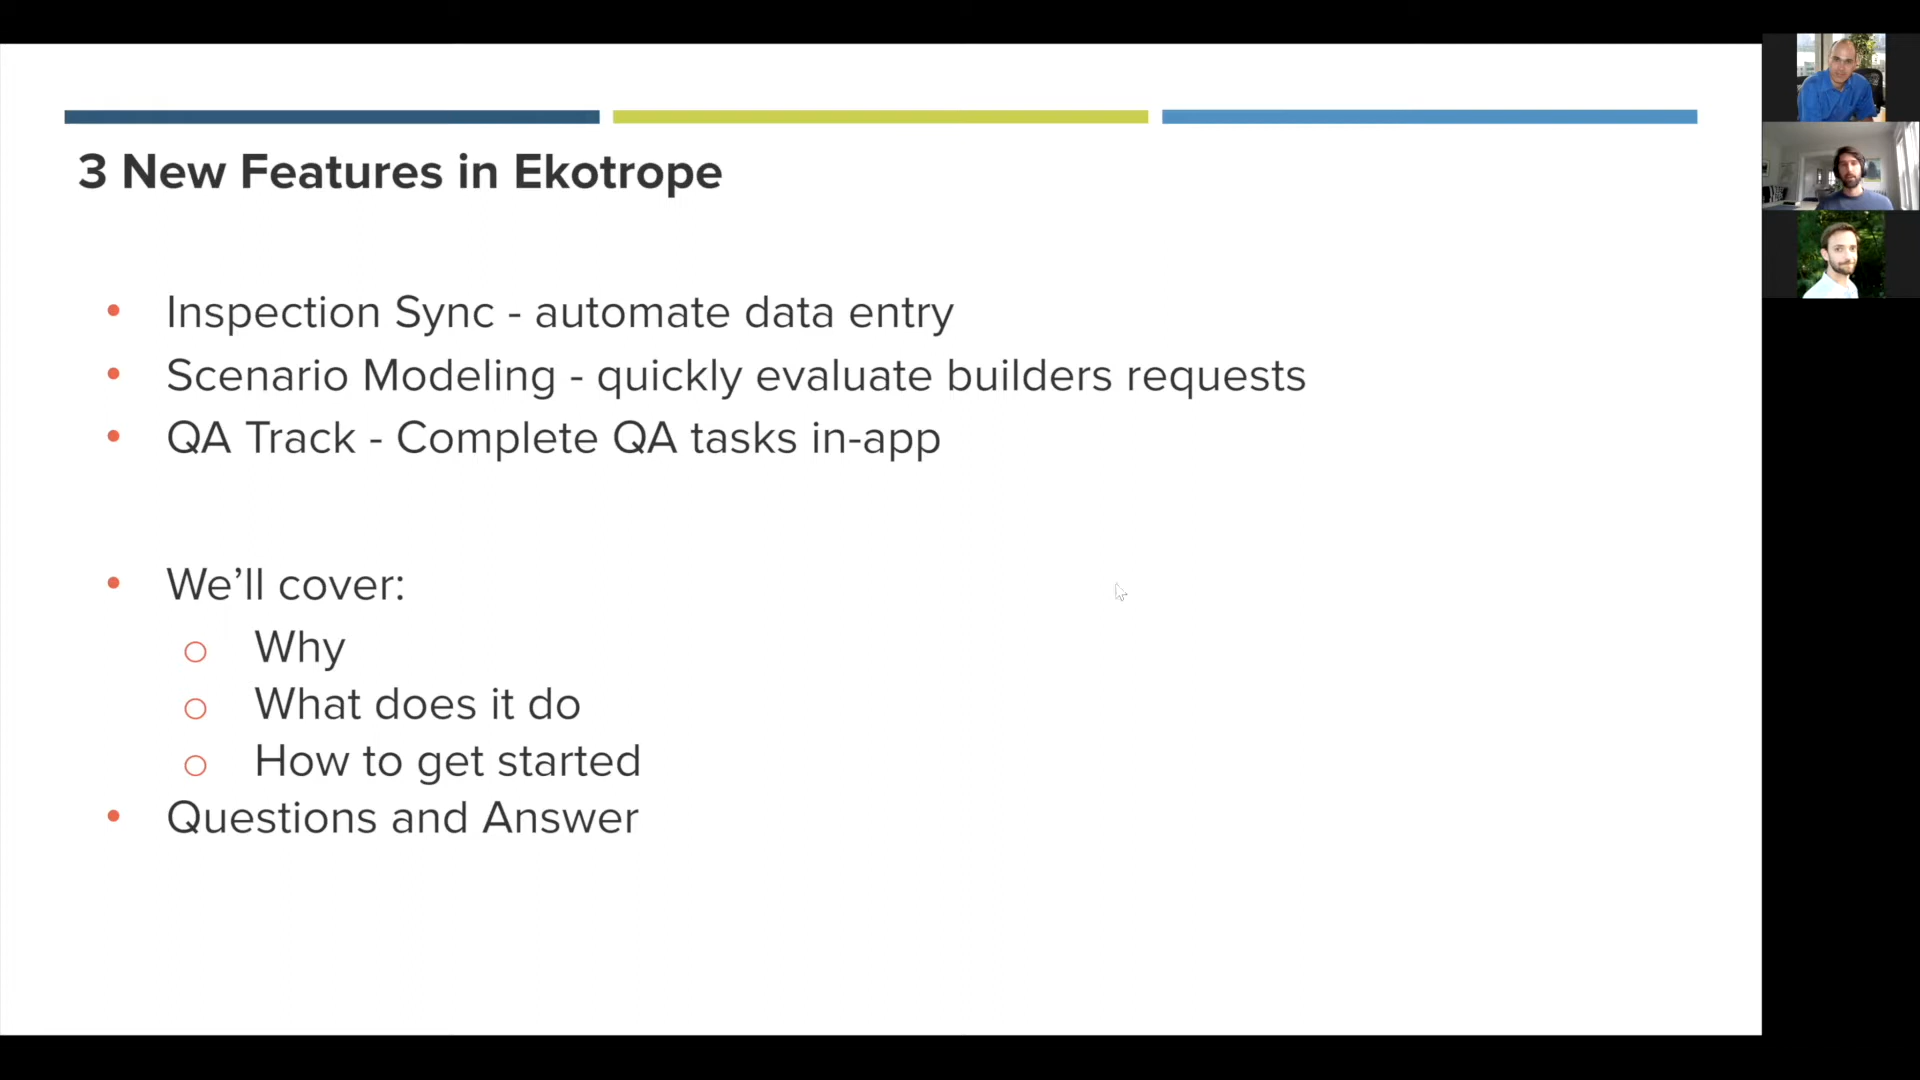 3 New Features in Ekotrope
• Inspection Sync - automate data entry
• Scenario Modeling - quickly evaluate builders requests
• QA Track - Complete QA tasks in-app
• We’ll cover:
○ Why
○ What does it do
○ How to get started
• Questions and Answer